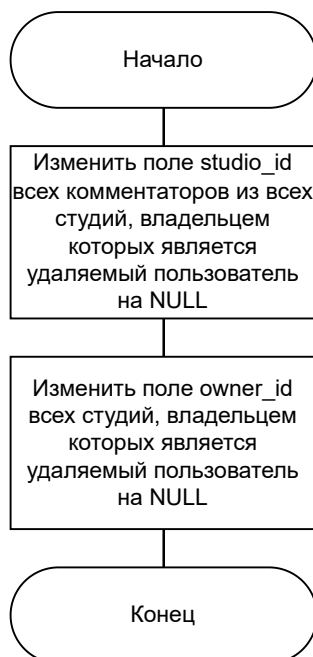 Начало
Изменить поле studio_id
всех комментаторов из всех
студий, владельцем
которых является
удаляемый пользователь
на NULL
Изменить поле owner_id
всех студий, владельцем
которых является
удаляемый пользователь
на NULL
Конец